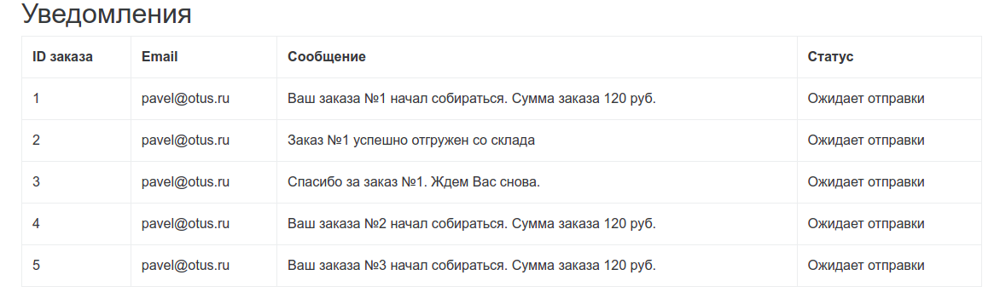 Уведомления
ID заказа Email Сообщение Статус
1 pavel@otus.ru Ваш заказа №1 начал собираться. Сумма заказа 120 руб. Ожидает отправки
2 pavel@otus.ru Заказ №1 успешно отгружен со склада Ожидает отправки
3 pavel@otus.ru Спасибо за заказ №1. Ждем Вас снова. Ожидает отправки
4 pavel@otus.ru Ваш заказа №2 начал собираться. Сумма заказа 120 руб. Ожидает отправки
5 pavel@otus.ru Ваш заказа №3 начал собираться. Сумма заказа 120 руб. Ожидает отправки